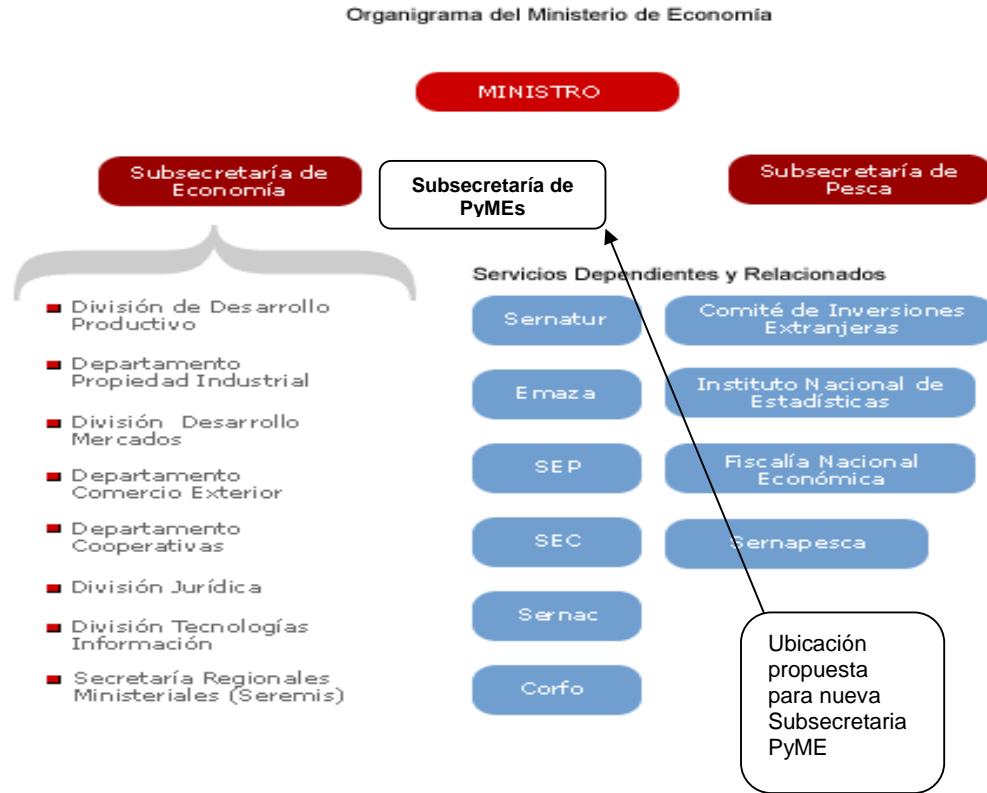 Organigrama del Ministerio de Economía
MINISTRO
Subsecretaría de
Economía
Subsecretaría de
PyMEs
Subsecretaría de
Pesca
División de Desarrollo
Productivo
Departamento
Propiedad Industrial
División Desarrollo
Mercados
Departamento
Comercio Exterior
Departamento
Cooperativas
División Jurídica
División Tecnologías
Información
Secretaría Regionales
Ministeriales (Seremis)
Servicios Dependientes y Relacionados
Sernatur
Emaza
SEP
SEC
Sernac
Corfo
Comité de Inversiones
Extranjeras
Instituto Nacional de
Estadísticas
Fiscalía Nacional
Económica
Sernapesca
Ubicación
propuesta
para nueva
Subsecretaria
PyME